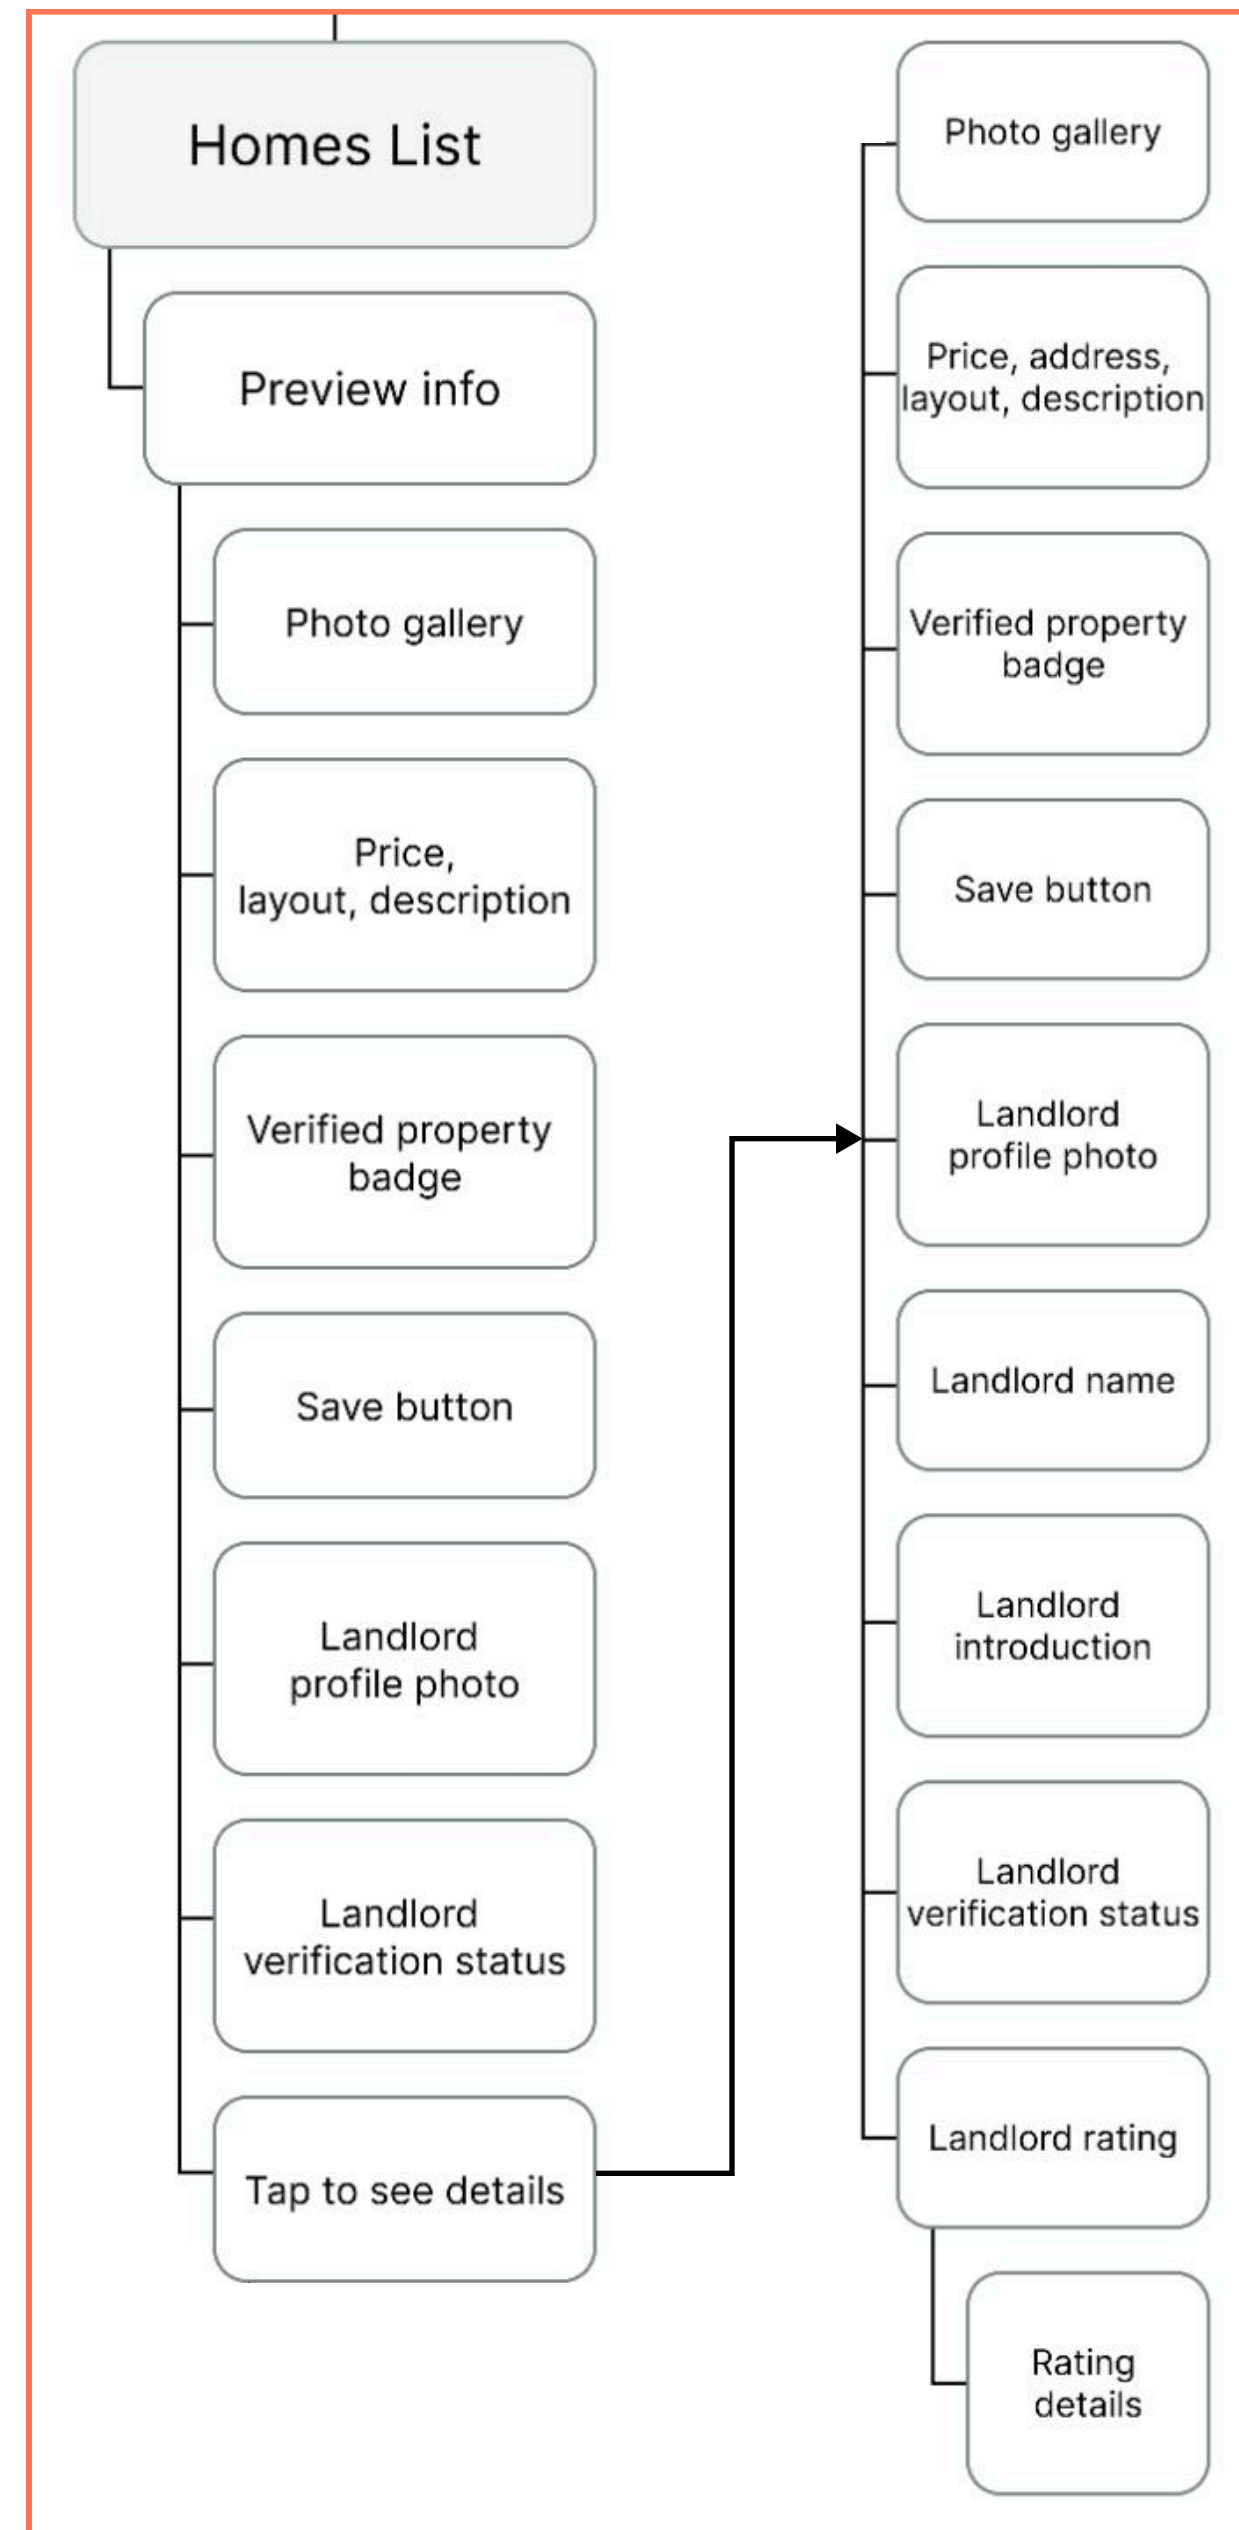 Homes List
Preview info
Photo gallery
Price,
layout, description
Verified property
badge
Save button
Landlord
profile photo
Landlord
verification status
Tap to see details
Photo gallery
Price, address,
layout, description
Verified property
badge
Save button
Landlord
profile photo
Landlord name
Landlord
introduction
Landlord
verification status
Landlord rating
Rating
details